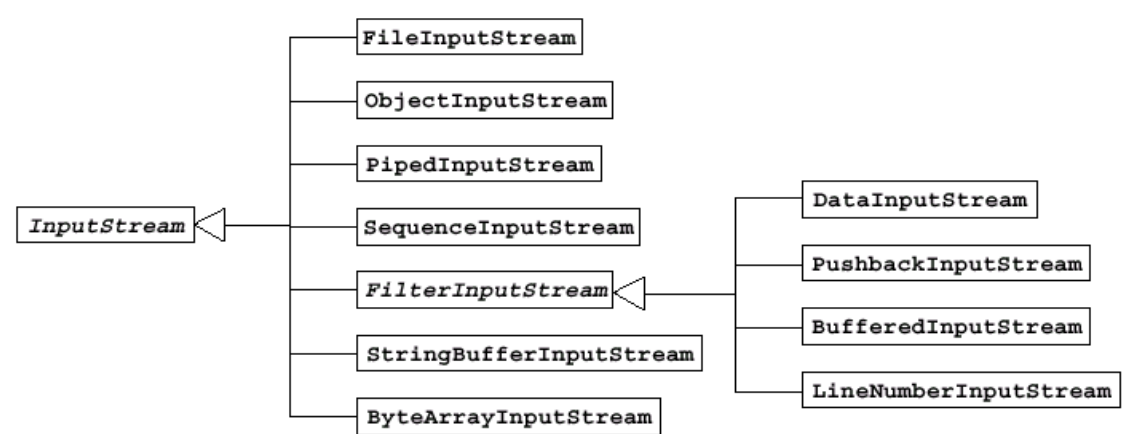 InputStream
FileInputStream
ObjectInputStream
PipedInputStream
SequenceInputStream
FilterInputStream
StringBufferInputStream
ByteArrayInputStream
DataInputStream
PushbackInputStream
BufferedInputStream
LineNumberInputStream